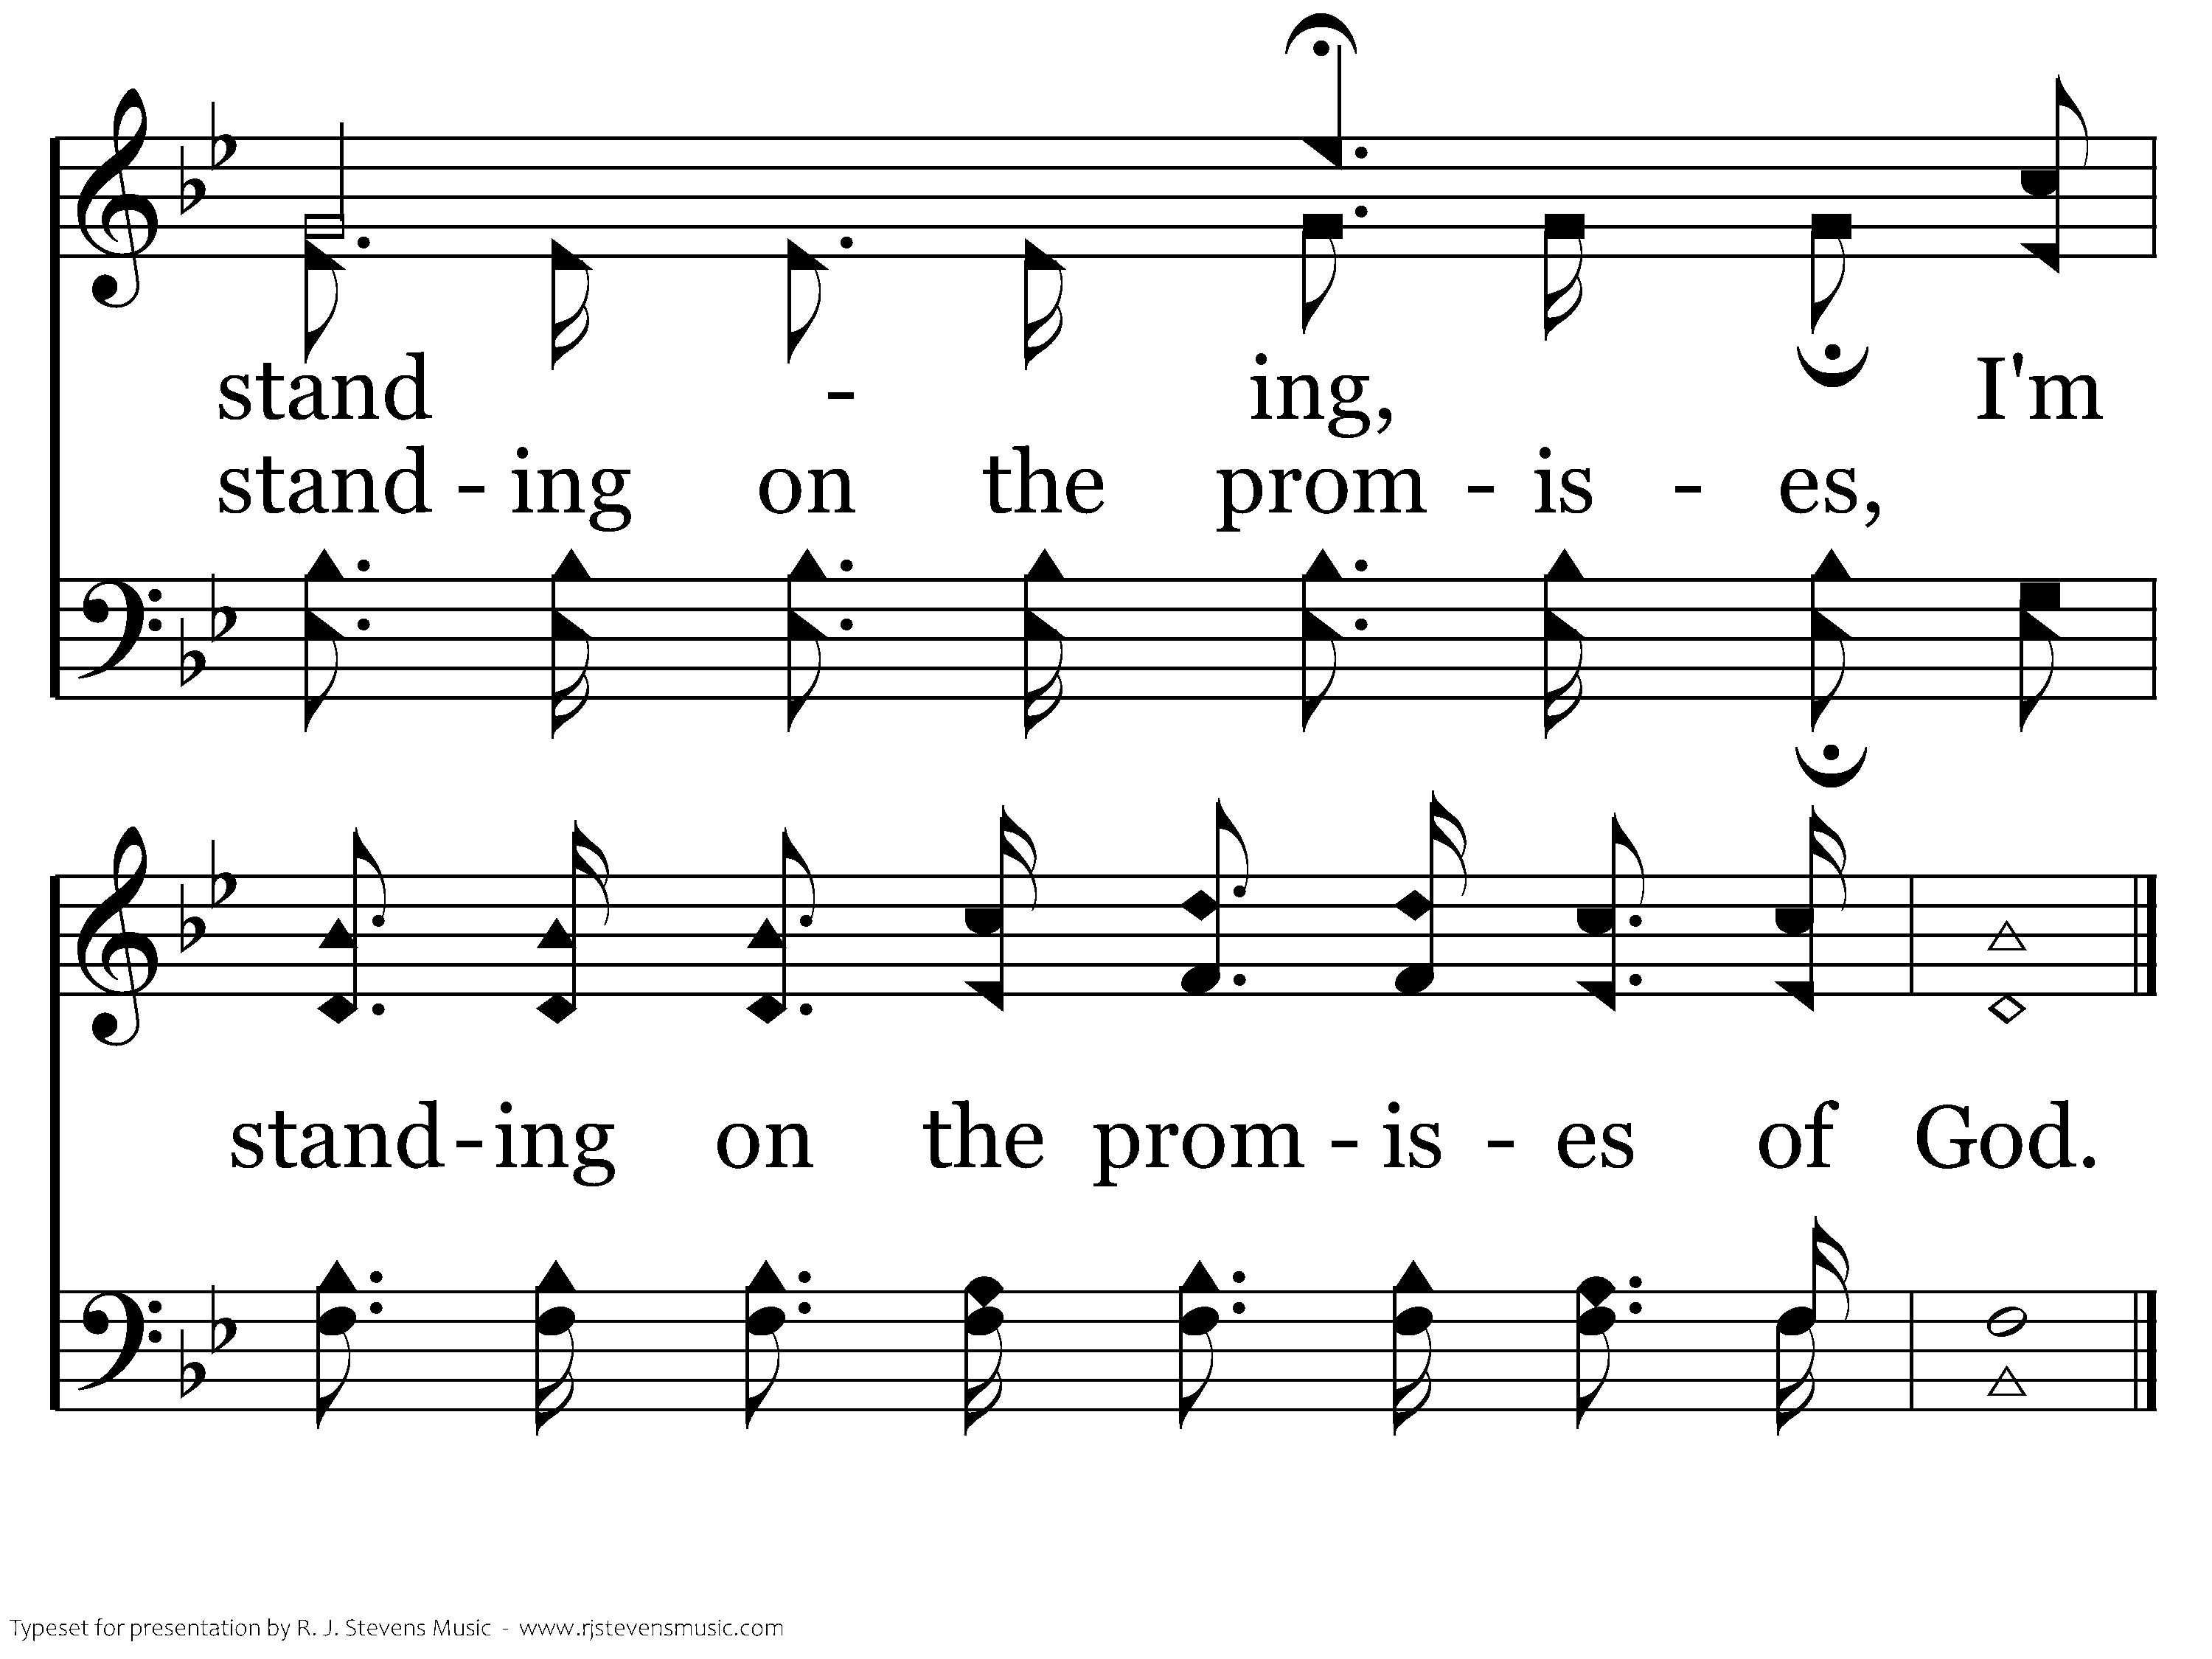 stand - ing, I'm
stand - ing on the prom - is - es,
stand - ing on the prom - is - es of God.
Typeset for presentation by R. J. Stevens Music - www.rjstevensmusic.com